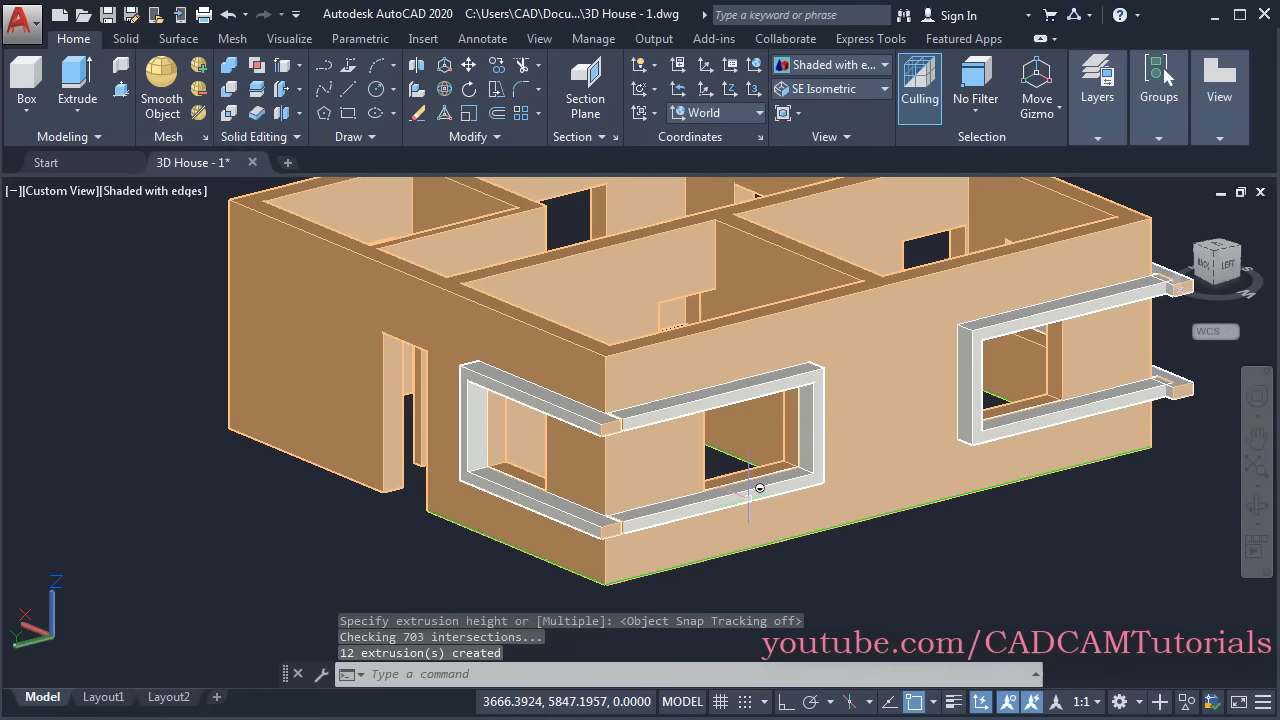 Autodesk AutoCAD 2020 C:\Users\CAD\Docu...\3D House - 1.dwg Type a keyword or phrase Sign In
Home Solid Surface Mesh Visualize Parametric Insert Annotate View Manage Output Add-ins Collaborate Express Tools Featured Apps
Shaded with e...
SE Isometric
World
Box Extrude Smooth Object Section Plane Culling No Filter Move Gizmo Layers Groups View
Modeling Mesh Solid Editing Draw Modify Section Coordinates View Selection
Start 3D House - 1*
[−][Custom View][Shaded with edges]
BACK LEFT
WCS
Z
X
Y
Specify extrusion height or [Multiple]: <Object Snap Tracking off>
Checking 703 intersections...
12 extrusion(s) created
youtube.com/CADCAMTutorials
Type a command
Model Layout1 Layout2 3666.3924, 5847.1957, 0.0000 MODEL 1:1